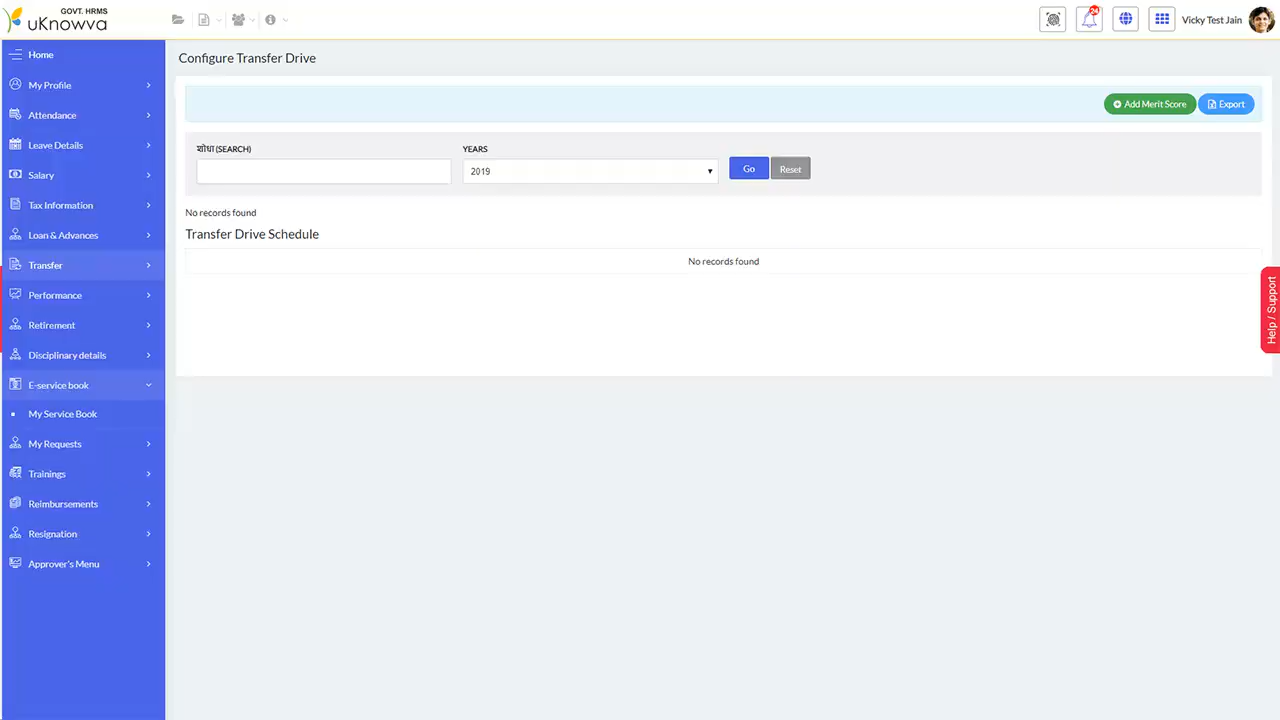 GOVT. HRMS
uKnowva
24
Vicky Test Jain
Home
My Profile
Attendance
Leave Details
Salary
Tax Information
Loan & Advances
Transfer
Performance
Retirement
Disciplinary details
E-service book
My Service Book
My Requests
Trainings
Reimbursements
Resignation
Approver's Menu
Configure Transfer Drive
Add Merit Score
Export
शोधा (SEARCH)
YEARS
2019
Go
Reset
No records found
Transfer Drive Schedule
No records found
Help / Support